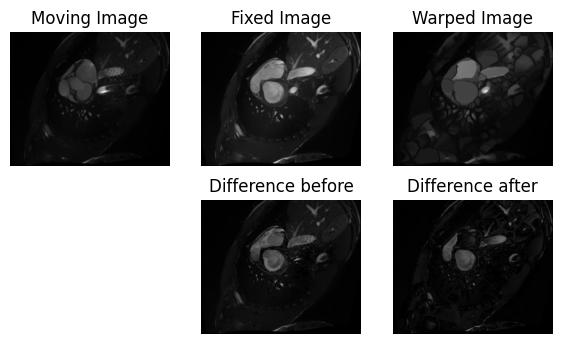 Moving Image
Fixed Image
Warped Image
Difference before
Difference after